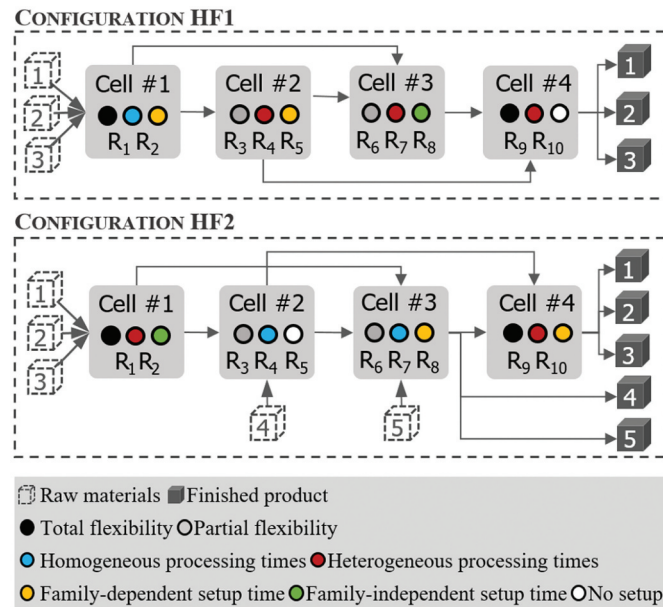 CONFIGURATION HF1
1
2
3
Cell #1
R1 R2
Cell #2
R3 R4 R5
Cell #3
R6 R7 R8
Cell #4
R9 R10
1
2
3
CONFIGURATION HF2
1
2
3
Cell #1
R1 R2
Cell #2
R3 R4 R5
Cell #3
R6 R7 R8
Cell #4
R9 R10
4
5
1
2
3
4
5
Raw materials Finished product
Total flexibility Partial flexibility
Homogeneous processing times Heterogeneous processing times
Family-dependent setup time Family-independent setup time No setup